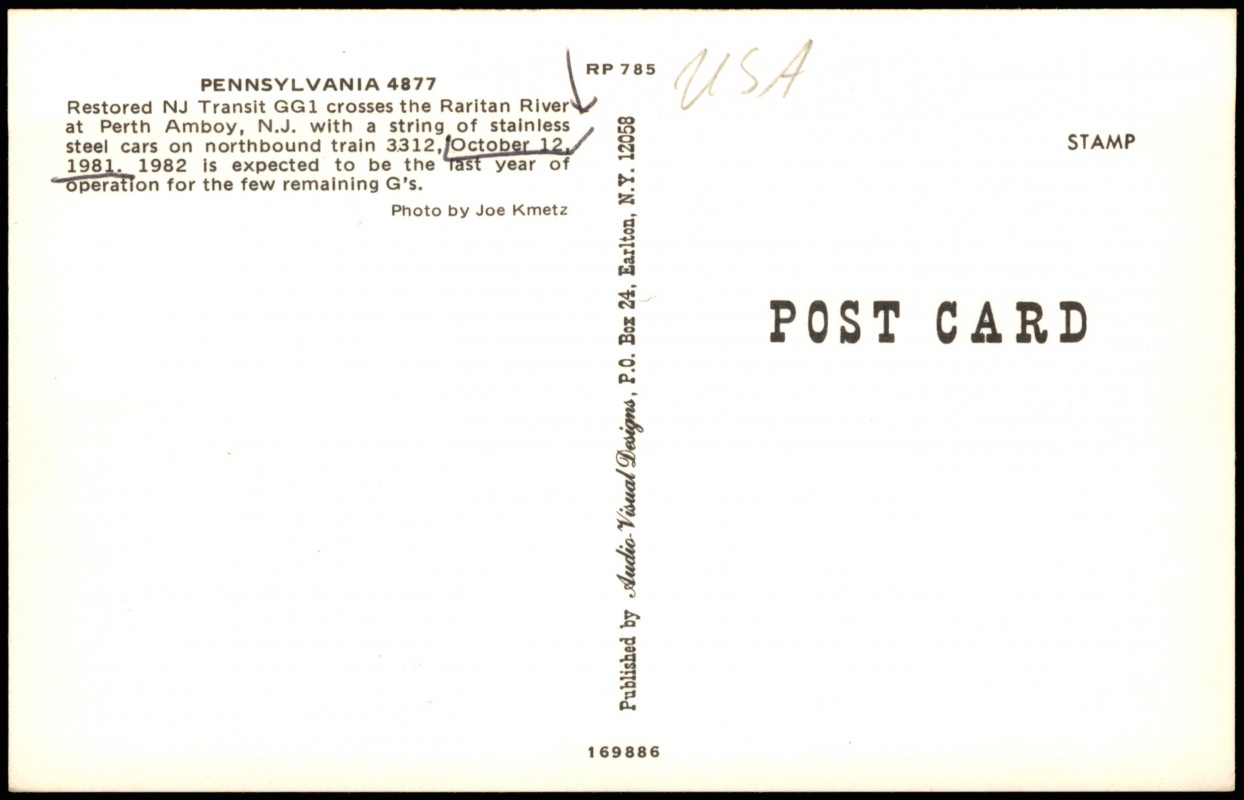 PENNSYLVANIA 4877
Restored NJ Transit GG1 crosses the Raritan River
at Perth Amboy, N.J. with a string of stainless
steel cars on northbound train 3312, October 12,
1981. 1982 is expected to be the last year of
operation for the few remaining G's.
Photo by Joe Kmetz
RP 785
Published by Audio-Visual Designs, P.O. Box 24, Earlton, N.Y. 12058
169886
USA
STAMP
POST CARD